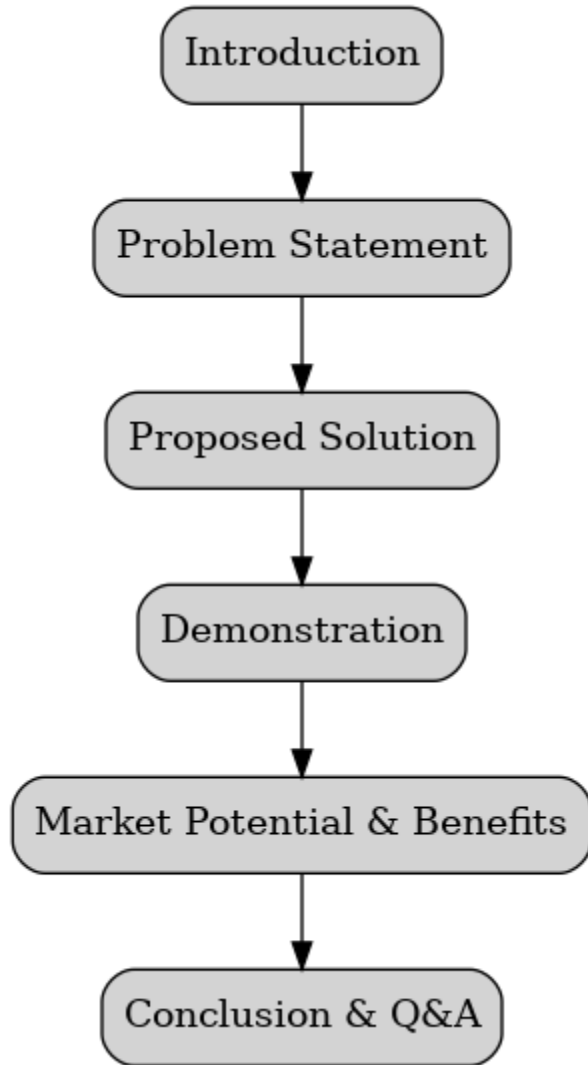 Introduction
Problem Statement
Proposed Solution
Demonstration
Market Potential & Benefits
Conclusion & Q&A